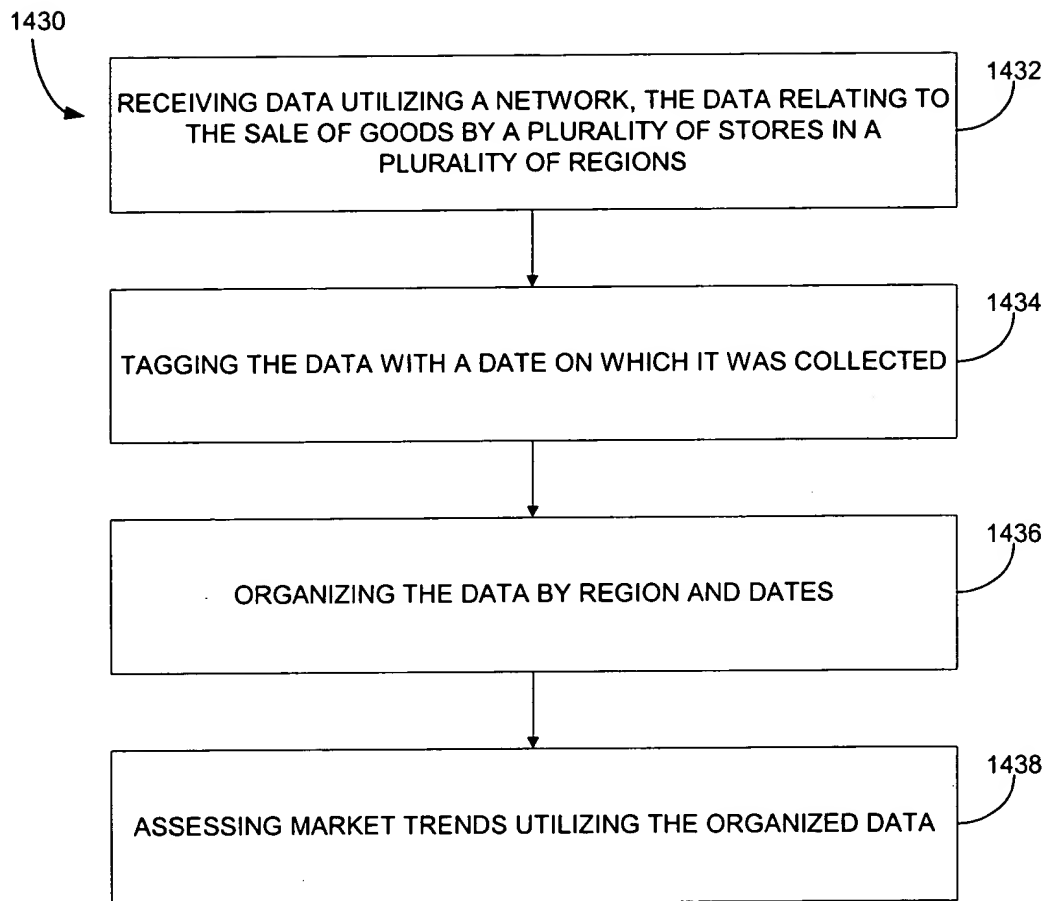 1430
1432
RECEIVING DATA UTILIZING A NETWORK, THE DATA RELATING TO
THE SALE OF GOODS BY A PLURALITY OF STORES IN A
PLURALITY OF REGIONS
1434
TAGGING THE DATA WITH A DATE ON WHICH IT WAS COLLECTED
1436
ORGANIZING THE DATA BY REGION AND DATES
1438
ASSESSING MARKET TRENDS UTILIZING THE ORGANIZED DATA